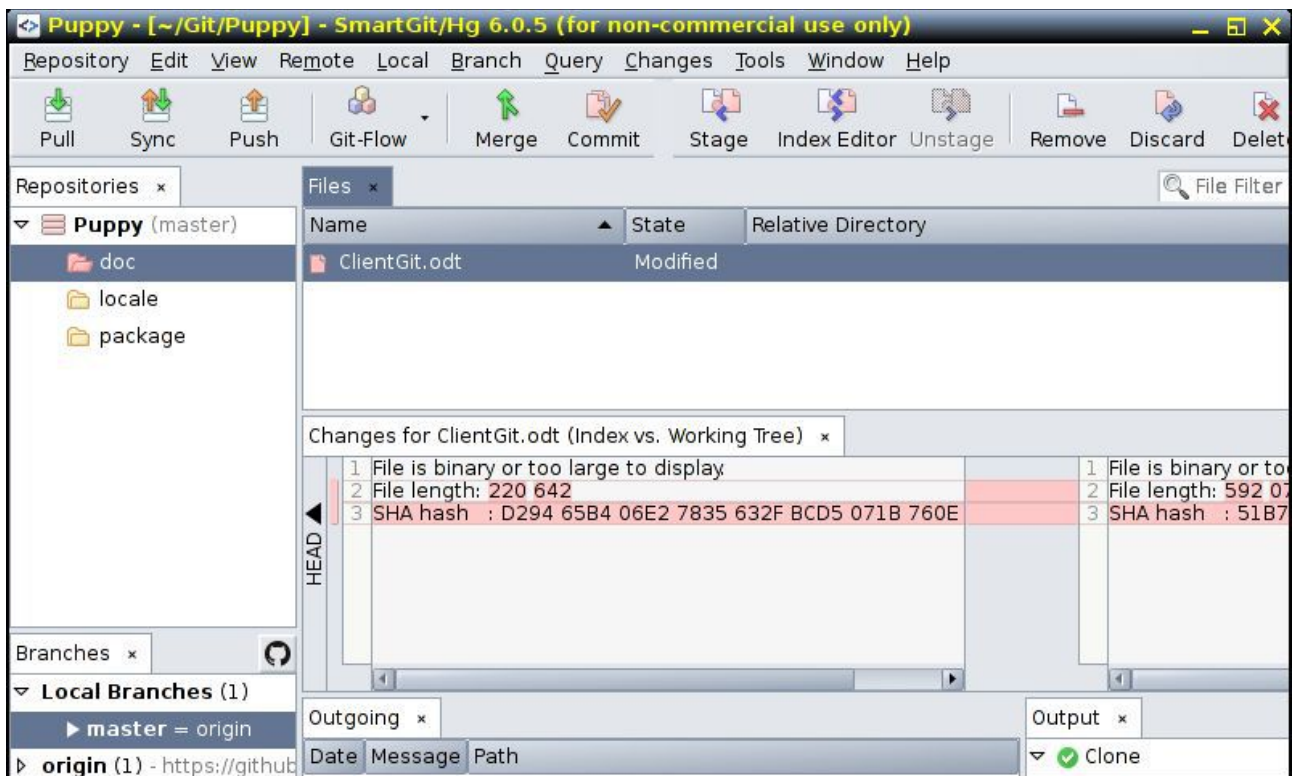 Puppy - [~/Git/Puppy] - SmartGit/Hg 6.0.5 (for non-commercial use only)
Repository Edit View Remote Local Branch Query Changes Tools Window Help
Pull Sync Push Git-Flow Merge Commit Stage Index Editor Unstage Remove Discard Delet
Repositories
Puppy (master)
doc
locale
package
Files
File Filter
Name State Relative Directory
ClientGit.odt Modified
Changes for ClientGit.odt (Index vs. Working Tree)
HEAD
1 File is binary or too large to display.
2 File length: 220 642
3 SHA hash : D294 65B4 06E2 7835 632F BCD5 071B 760E
1 File is binary or to
2 File length: 592 07
3 SHA hash : 51B7
Branches
Local Branches (1)
master = origin
origin (1) - https://github
Outgoing
Date Message Path
Output
Clone